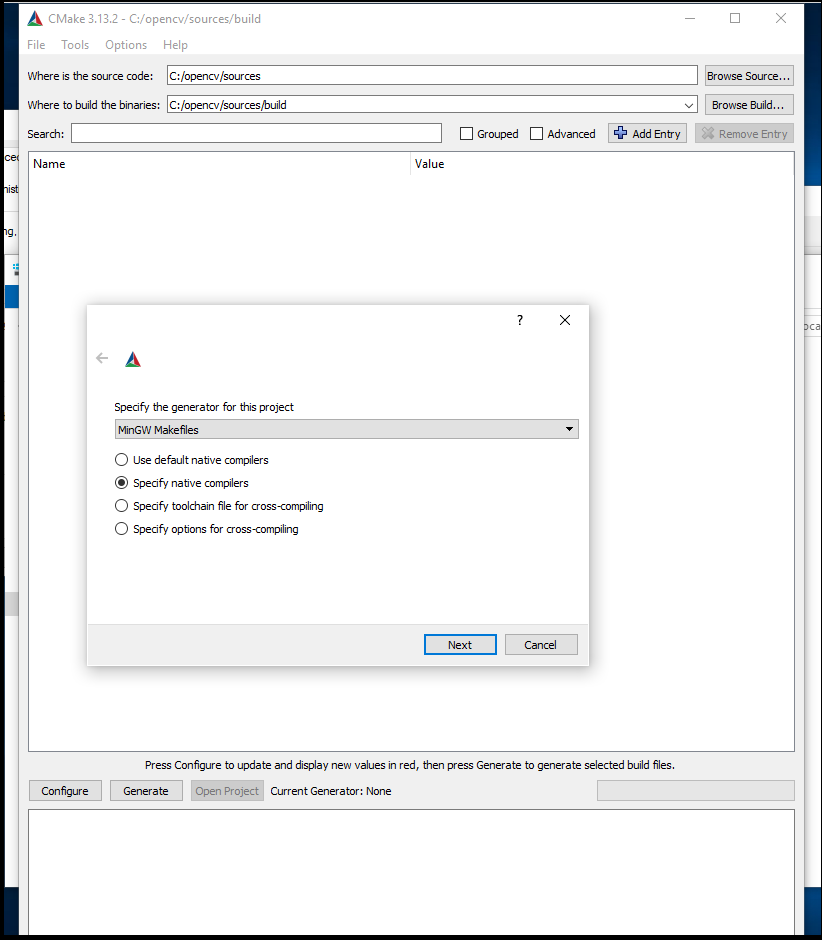 CMake 3.13.2 - C:/opencv/sources/build
File Tools Options Help
Where is the source code: C:/opencv/sources Browse Source...
Where to build the binaries: C:/opencv/sources/build Browse Build...
Search: Grouped Advanced Add Entry Remove Entry
Name Value
?
Specify the generator for this project
MinGW Makefiles
Use default native compilers
Specify native compilers
Specify toolchain file for cross-compiling
Specify options for cross-compiling
Next Cancel
Press Configure to update and display new values in red, then press Generate to generate selected build files.
Configure Generate Open Project Current Generator: None